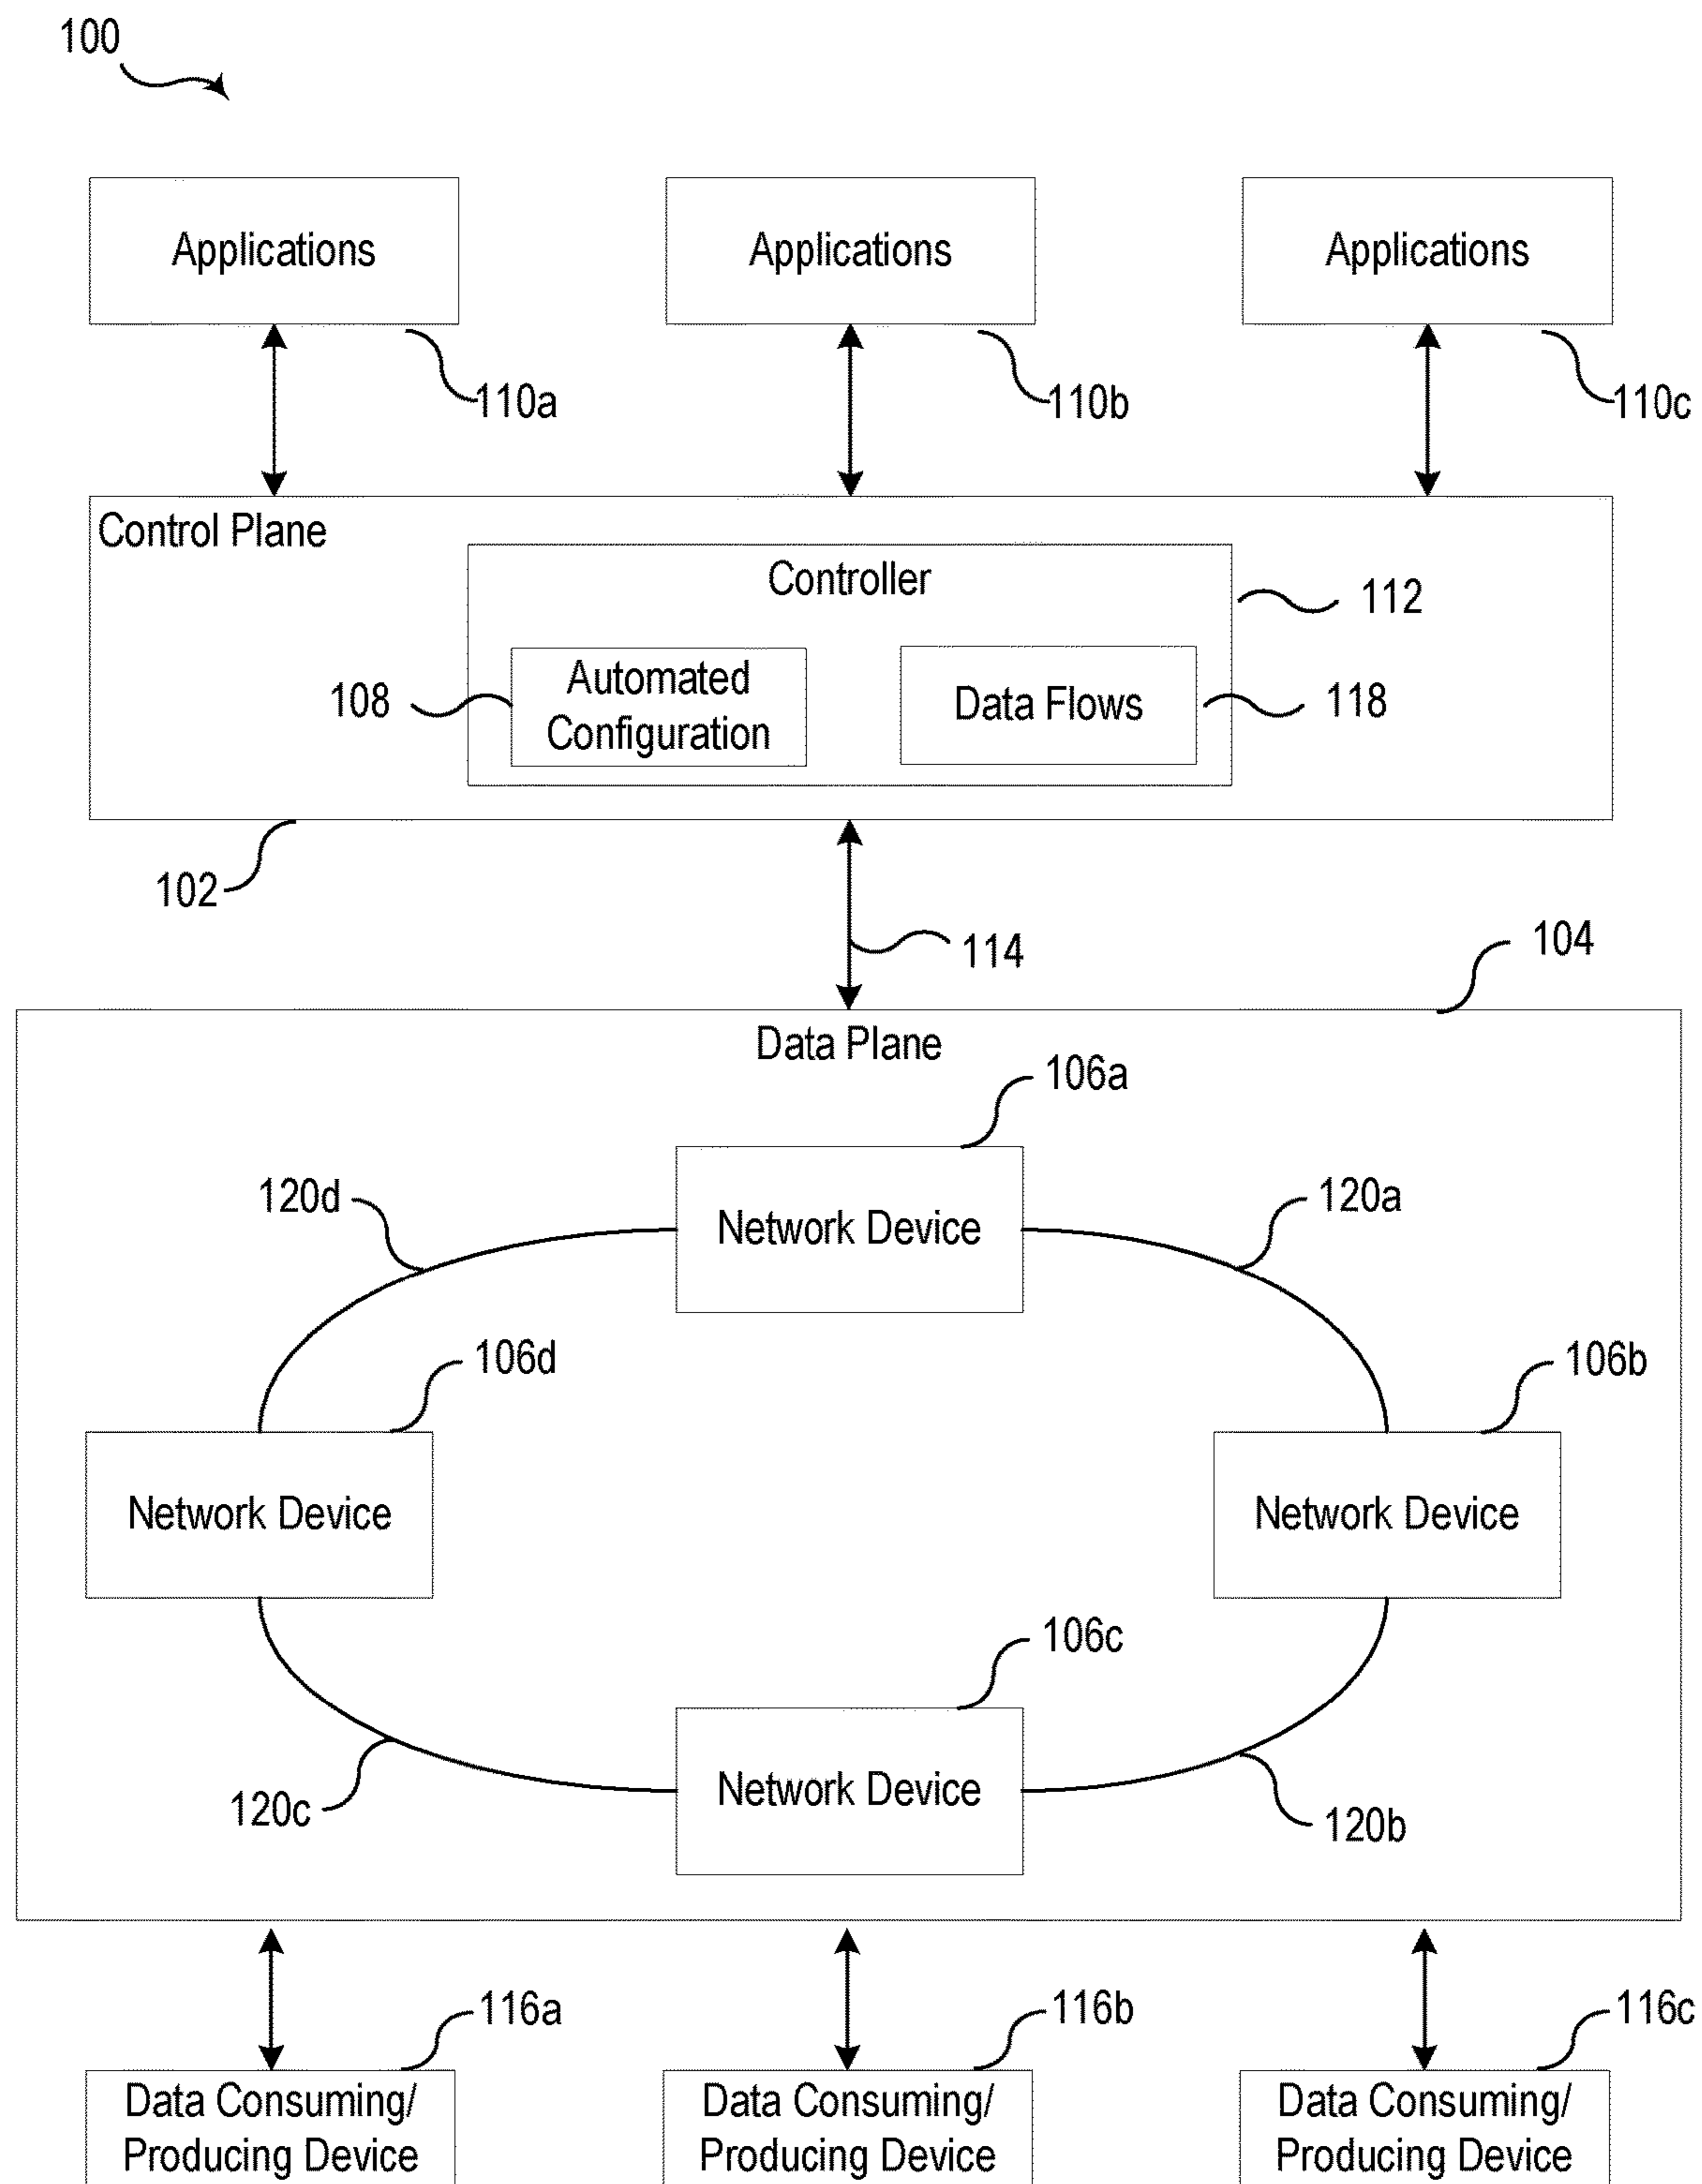 100
Applications
Applications
Applications
110a
110b
110c
Control Plane
Controller
112
108
Automated
Configuration
Data Flows
118
102
114
104
Data Plane
106a
120d
120a
Network Device
106d
106b
Network Device
Network Device
106c
120c
Network Device
120b
116a
116b
116c
Data Consuming/
Producing Device
Data Consuming/
Producing Device
Data Consuming/
Producing Device